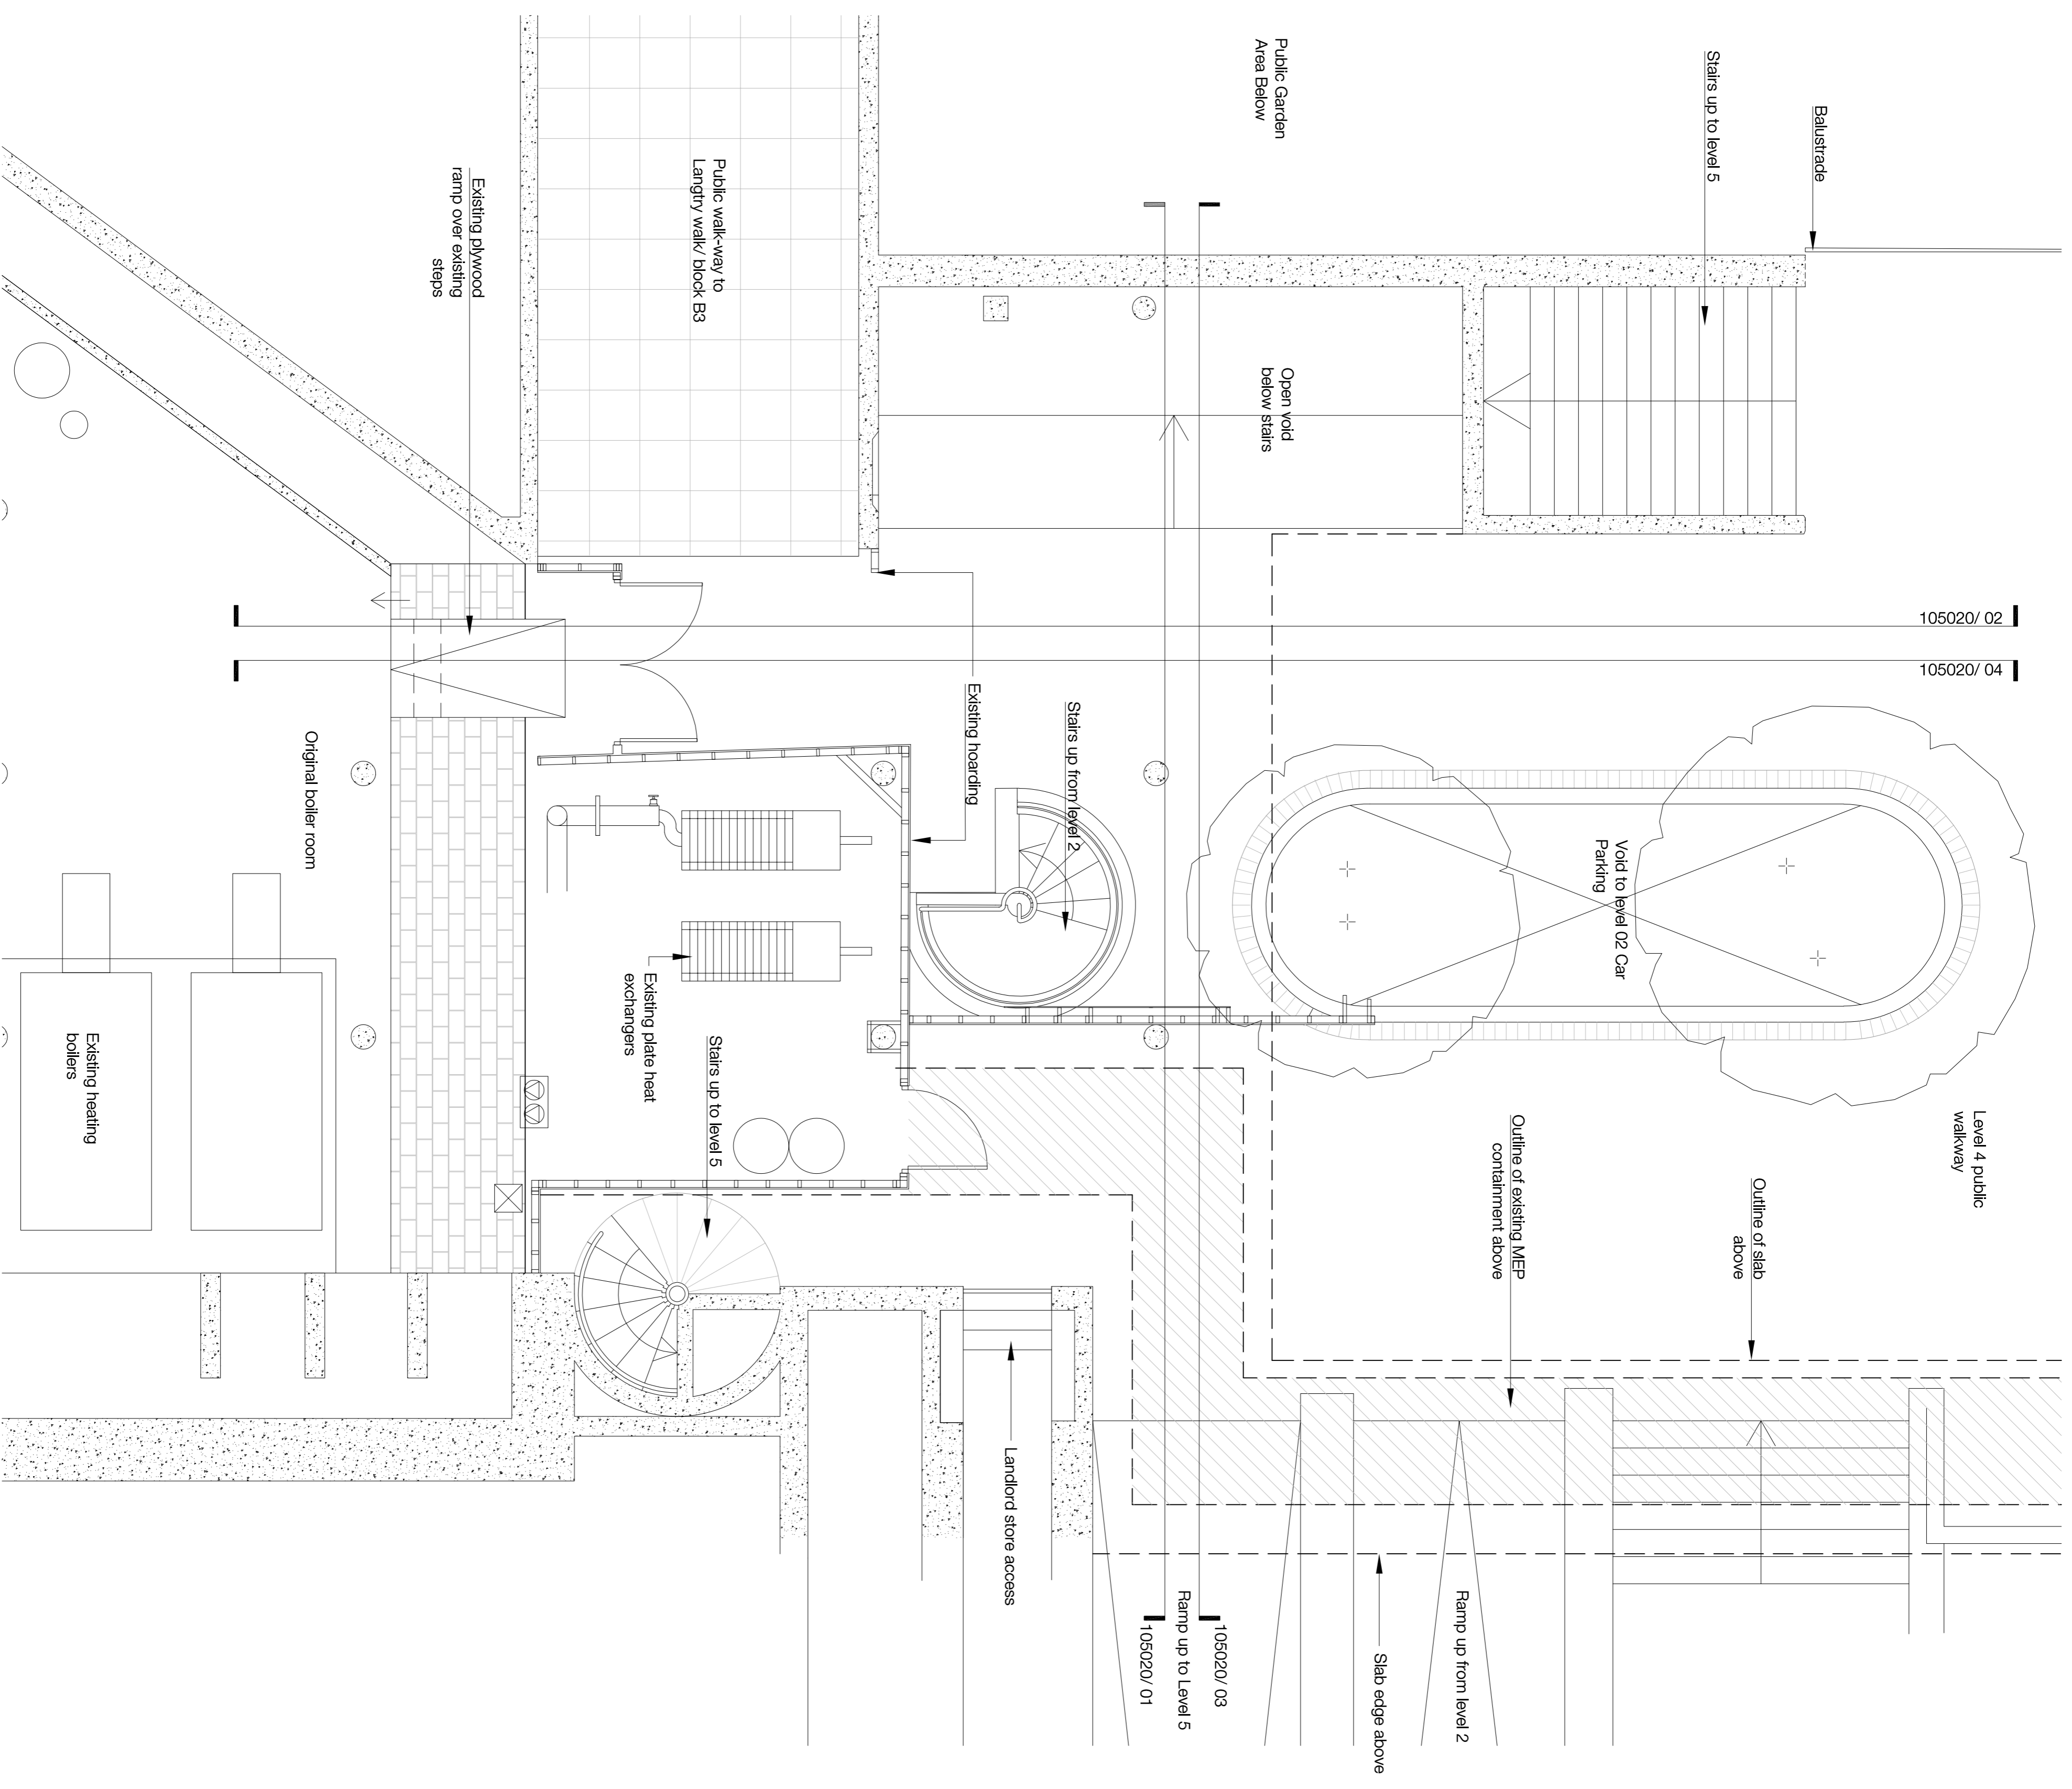 Balustrade
Stairs up to level 5
Public Garden
Area Below
Public walk-way to
Langtry walk/ block B3
Existing plywood
ramp over existing
steps
Open void
below stairs
105020/ 02
105020/ 04
Existing hoarding
Stairs up from level 2
Original boiler room
Void to level 02 Car
Parking
Existing plate heat
exchangers
Existing heating
boilers
Stairs up to level 5
Level 4 public
walkway
Outline of existing MEP
containment above
Outline of slab
above
Landlord store access
105020/ 03
Ramp up to Level 5
105020/ 01
Ramp up from level 2
Slab edge above